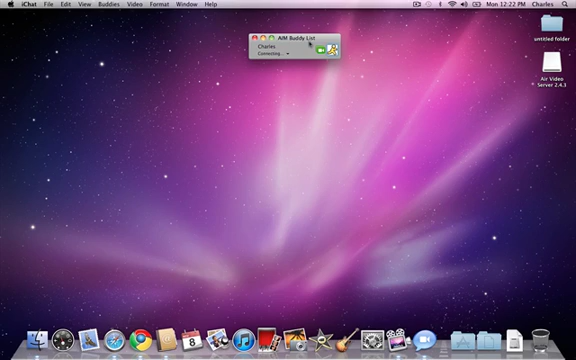 iChat File Edit View Buddies Video Format Window Help
Mon 12:22 PM Charles
AIM Buddy List
Charles
Connecting...
untitled folder
Air Video
Server 2.4.3
8